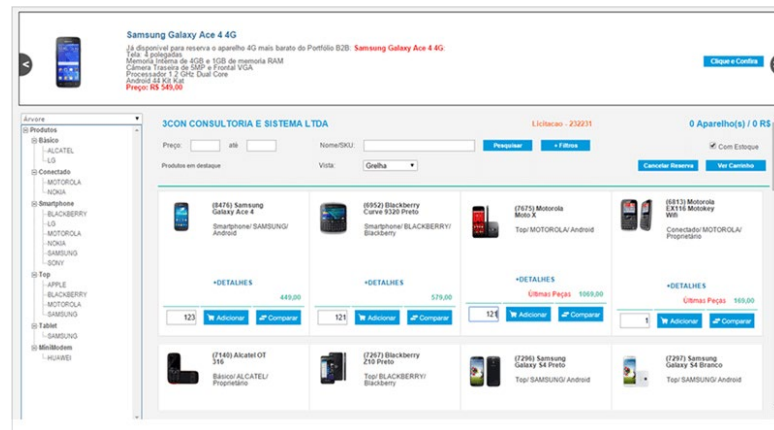 Samsung Galaxy Ace 4 4G
Já disponível para reserva o aparelho 4G mais barato do Portfólio B2B: Samsung Galaxy Ace 4 4G:
Tela: 4 polegadas
Memoria Interna de 4GB e 1GB de memoria RAM
Câmera Traseira de 5MP e Frontal VGA
Processador 1.2 GHz Dual Core
Android 44 Kit Kat
Preço: R$ 549,00
Clique e Confira
Árvore
Produtos
Básico
ALCATEL
LG
Conectado
MOTOROLA
NOKIA
Smartphone
BLACKBERRY
LG
MOTOROLA
NOKIA
SAMSUNG
SONY
Top
APPLE
BLACKBERRY
MOTOROLA
SAMSUNG
Tablet
SAMSUNG
MiniModem
HUAWEI
3CON CONSULTORIA E SISTEMA LTDA Licitacao - 232231 0 Aparelho(s) / 0 R$
Preço: até Nome/SKU: Pesquisar + Filtros Com Estoque
Produtos em destaque Vista: Grelha Cancelar Reserva Ver Carrinho
(8476) Samsung
Galaxy Ace 4
Smartphone/ SAMSUNG/
Android
+DETALHES
449,00
123 Adicionar Comparar
(6952) Blackberry
Curve 9320 Preto
Smartphone/ BLACKBERRY/
Blackberry
+DETALHES
579,00
121 Adicionar Comparar
(7675) Motorola
Moto X
Top/ MOTOROLA/ Android
+DETALHES
Últimas Peças 1069,00
121 Adicionar Comparar
(6813) Motorola
EX116 Motokey
Wifi
Conectado/ MOTOROLA/
Proprietário
+DETALHES
Últimas Peças 169,00
1 Adicionar Comparar
(7140) Alcatel OT
316
Básico/ ALCATEL/
Proprietário
(7267) Blackberry
Z10 Preto
Top/ BLACKBERRY/
Blackberry
(7296) Samsung
Galaxy S4 Preto
Top/ SAMSUNG/ Android
(7297) Samsung
Galaxy S4 Branco
Top/ SAMSUNG/ Android